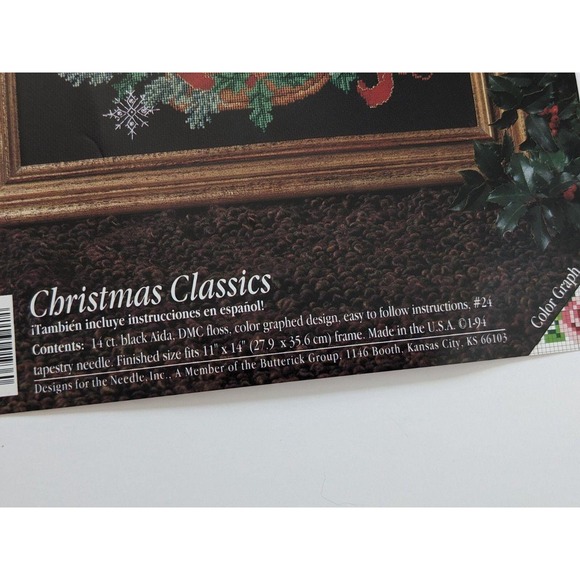 Christmas Classics
¡También incluye instrucciones en español!
Contents: 14 ct. black Aida, DMC floss, color graphed design, easy to follow instructions, #24
tapestry needle. Finished size fits 11" x 14" (27.9 x 35.6 cm) frame. Made in the U.S.A. ©1-94
Designs for the Needle, Inc., A Member of the Butterick Group, 1146 Booth, Kansas City, KS 66103
Color Graph